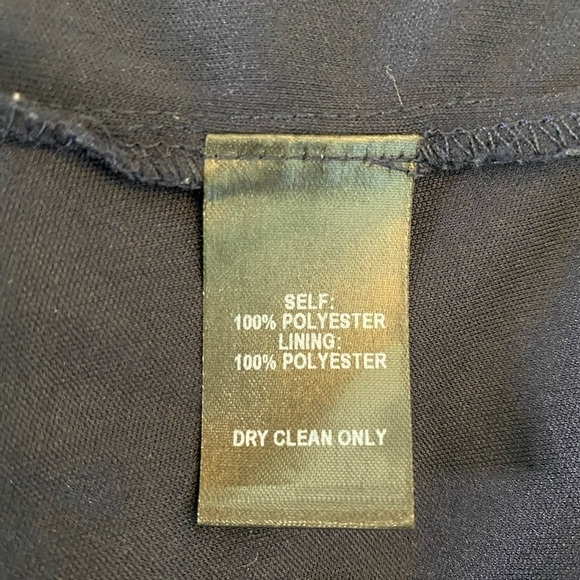 SELF:
100% POLYESTER
LINING:
100% POLYESTER
DRY CLEAN ONLY